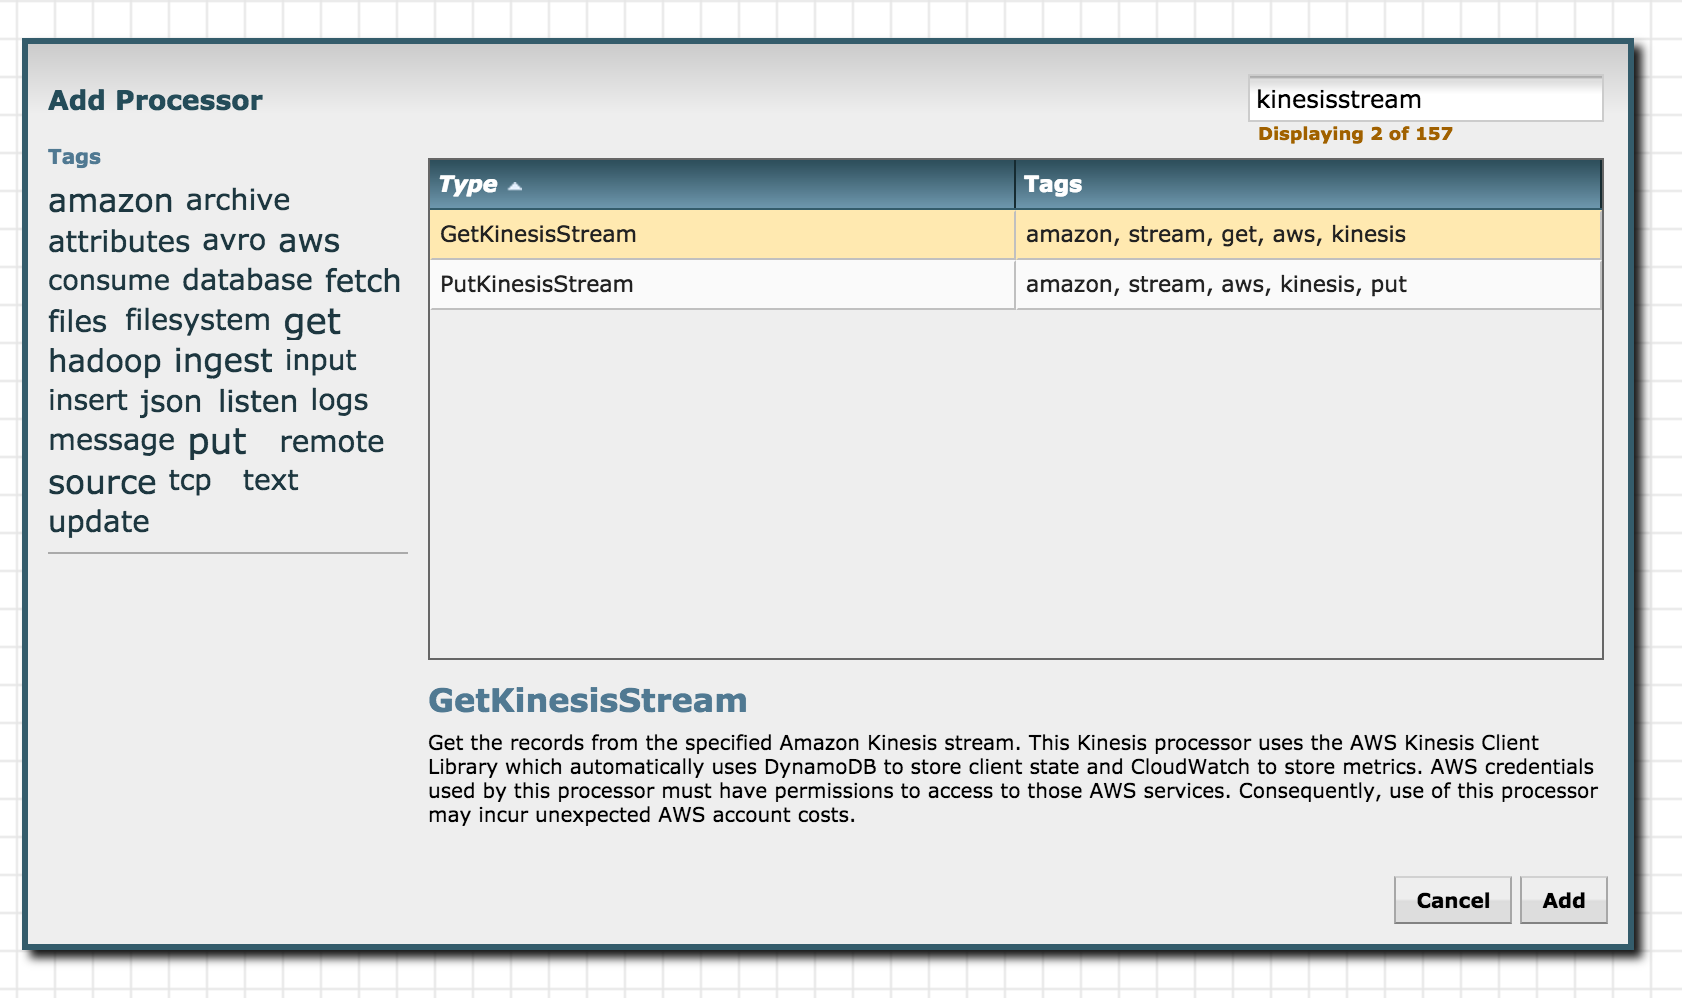 Add Processor
kinesisstream
Displaying 2 of 157
Tags
amazon archive
attributes avro aws
consume database fetch
files filesystem get
hadoop ingest input
insert json listen logs
message put remote
source tcp text
update
Type Tags
GetKinesisStream amazon, stream, get, aws, kinesis
PutKinesisStream amazon, stream, aws, kinesis, put
GetKinesisStream
Get the records from the specified Amazon Kinesis stream. This Kinesis processor uses the AWS Kinesis Client
Library which automatically uses DynamoDB to store client state and CloudWatch to store metrics. AWS credentials
used by this processor must have permissions to access to those AWS services. Consequently, use of this processor
may incur unexpected AWS account costs.
Cancel Add